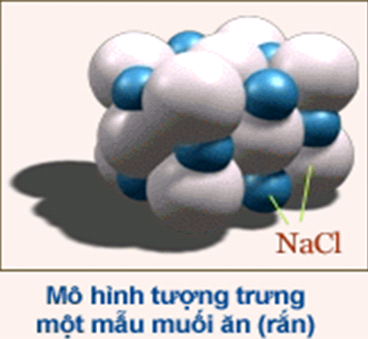 NaCl
Mô hình tượng trưng
một mẫu muối ăn (rắn)